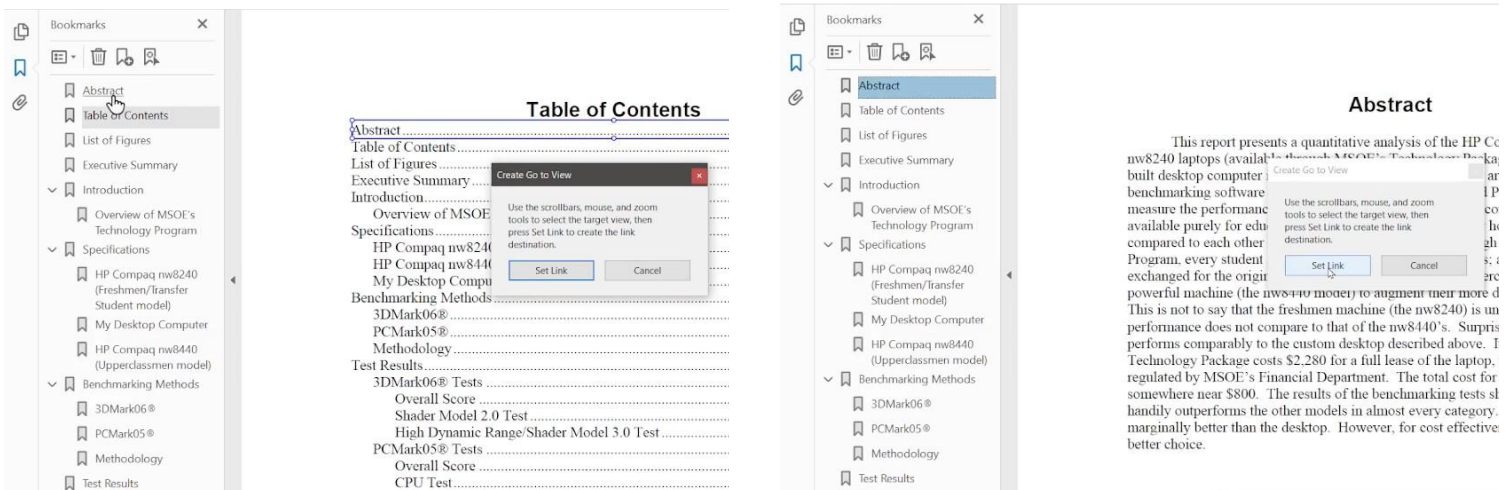 Bookmarks
Abstract
Table of Contents
List of Figures
Executive Summary
Introduction
Overview of MSOE's
Technology Program
Specifications
HP Compaq nw8240
(Freshmen/Transfer
Student model)
My Desktop Computer
HP Compaq nw8440
(Upperclassmen model)
Benchmarking Methods
3DMark06®
PCMark05®
Methodology
Test Results
Table of Contents
Abstract
Table of Contents
List of Figures
Executive Summary
Introduction
Overview of MSOE
Specifications
HP Compaq nw8240
HP Compaq nw8440
My Desktop Compu
Benchmarking Methods
3DMark06®
PCMark05®
Methodology
Test Results
3DMark06® Tests
Overall Score
Shader Model 2.0 Test
High Dynamic Range/Shader Model 3.0 Test
PCMark05® Tests
Overall Score
CPU Test
Create Go to View
Use the scrollbars, mouse, and zoom
tools to select the target view, then
press Set Link to create the link
destination.
Set Link
Cancel
Bookmarks
Abstract
Table of Contents
List of Figures
Executive Summary
Introduction
Overview of MSOE's
Technology Program
Specifications
HP Compaq nw8240
(Freshmen/Transfer
Student model)
My Desktop Computer
HP Compaq nw8440
(Upperclassmen model)
Benchmarking Methods
3DMark06®
PCMark05®
Methodology
Test Results
Abstract
This report presents a quantitative analysis of the HP Co
nw8240 laptops (available through MSOE's Technology Packag
built desktop computer
benchmarking software
measure the performanc
available purely for edu
compared to each other
Program, every student
exchanged for the origin
powerful machine (the nw8440 model) to augment their more d
This is not to say that the freshmen machine (the nw8240) is un
performance does not compare to that of the nw8440's. Surpris
performs comparably to the custom desktop described above. I
Technology Package costs $2,280 for a full lease of the laptop,
regulated by MSOE's Financial Department. The total cost for
somewhere near $800. The results of the benchmarking tests sh
handily outperforms the other models in almost every category.
marginally better than the desktop. However, for cost effective
better choice.
Create Go to View
Use the scrollbars, mouse, and zoom
tools to select the target view, then
press Set Link to create the link
destination.
Set Link
Cancel